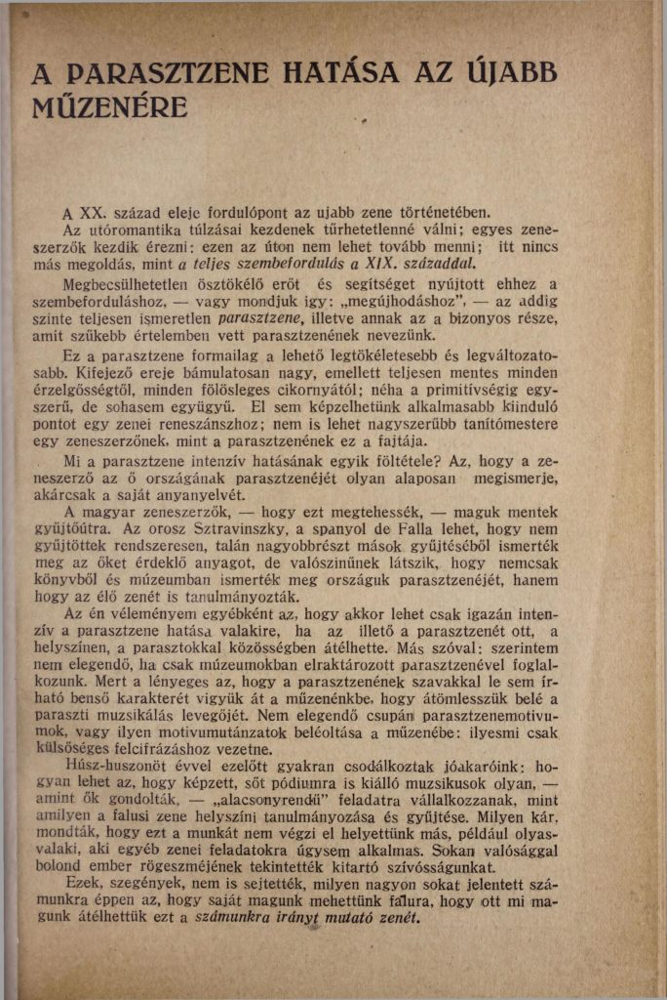 A PARASZTZENE HATÁSA AZ ÚJABB
MŰZENÉRE
A XX. század eleje fordulópont az ujabb zene történetében.
Az utóromantika túlzásai kezdenek tűrhetetlenné válni; egyes zene-
szerzők kezdik érezni: ezen az úton nem lehet tovább menni; itt nincs
más megoldás, mint a teljes szembefordulás a XIX. századdal.
Megbecsülhetetlen ösztökélő erőt és segítséget nyújtott ehhez a
szembeforduláshoz, — vagy mondjuk igy: „megújhodáshoz", — az addig
szinte teljesen ismeretlen parasztzene, illetve annak az a bizonyos része,
amit szűkebb értelemben vett parasztzenének nevezünk.
Ez a parasztzene formailag a lehető legtökéletesebb és legváltozato-
sabb. Kifejező ereje bámulatosan nagy, emellett teljesen mentes minden
érzelgősségtől, minden fölösleges cikornyától; néha a primitívségig egy-
szerű, de sohasem együgyű. El sem képzelhetünk alkalmasabb kiinduló
pontot egy zenei reneszánszhoz; nem is lehet nagyszerűbb tanítómestere
egy zeneszerzőnek, mint a parasztzenének ez a fajtája.
Mi a parasztzene intenzív hatásának egyik föltétele? Az, hogy a ze-
neszerző az ő országának parasztzenéjét olyan alaposan megismerje,
akárcsak a saját anyanyelvét.
A magyar zeneszerzők, — hogy ezt megtehessék, — maguk mentek
gyűjtőútra. Az orosz Sztravinszky, a spanyol de Falla lehet, hogy nem
gyűjtöttek rendszeresen, talán nagyobbrészt mások gyűjtéséből ismerték
meg az őket érdeklő anyagot, de valószinűnek látszik, hogy nemcsak
könyvből és múzeumban ismerték meg országuk parasztzenéjét, hanem
hogy az élő zenét is tanulmányozták.
Az én véleményem egyébként az, hogy akkor lehet csak igazán inten-
zív a parasztzene hatása valakire, ha az illető a parasztzenét ott, a
helyszínen, a parasztokkal közösségben átélhette. Más szóval: szerintem
nem elegendő, ha csak múzeumokban elraktározott parasztzenével foglal-
kozunk. Mert a lényeges az, hogy a parasztzenének szavakkal le sem ír-
ható benső karakterét vigyük át a műzenénkbe, hogy átömlesszük belé a
paraszti muzsikálás levegőjét. Nem elegendő csupán parasztzenemotivu-
mok, vagy ilyen motivumutánzatok beléoltása a műzenébe: ilyesmi csak
külsőséges felcifrázáshoz vezetne.
Húsz-huszonöt évvel ezelőtt gyakran csodálkoztak jóakaróink: ho-
gyan lehet az, hogy képzett, sőt pódiumra is kiálló muzsikusok olyan, —
amint ők gondolták, — „alacsonyrendű" feladatra vállalkozzanak, mint
amilyen a falusi zene helyszíni tanulmányozása és gyűjtése. Milyen kár,
mondták, hogy ezt a munkát nem végzi el helyettünk más, például olyas-
valaki, aki egyéb zenei feladatokra úgysem alkalmas. Sokan valósággal
bolond ember rögeszméjének tekintették kitartó szívósságunkat.
Ezek, szegények, nem is sejtették, milyen nagyon sokat jelentett szá-
munkra éppen az, hogy saját magunk mehettünk falura, hogy ott mi ma-
gunk átélhettük ezt a számunkra irányt mutató zenét.